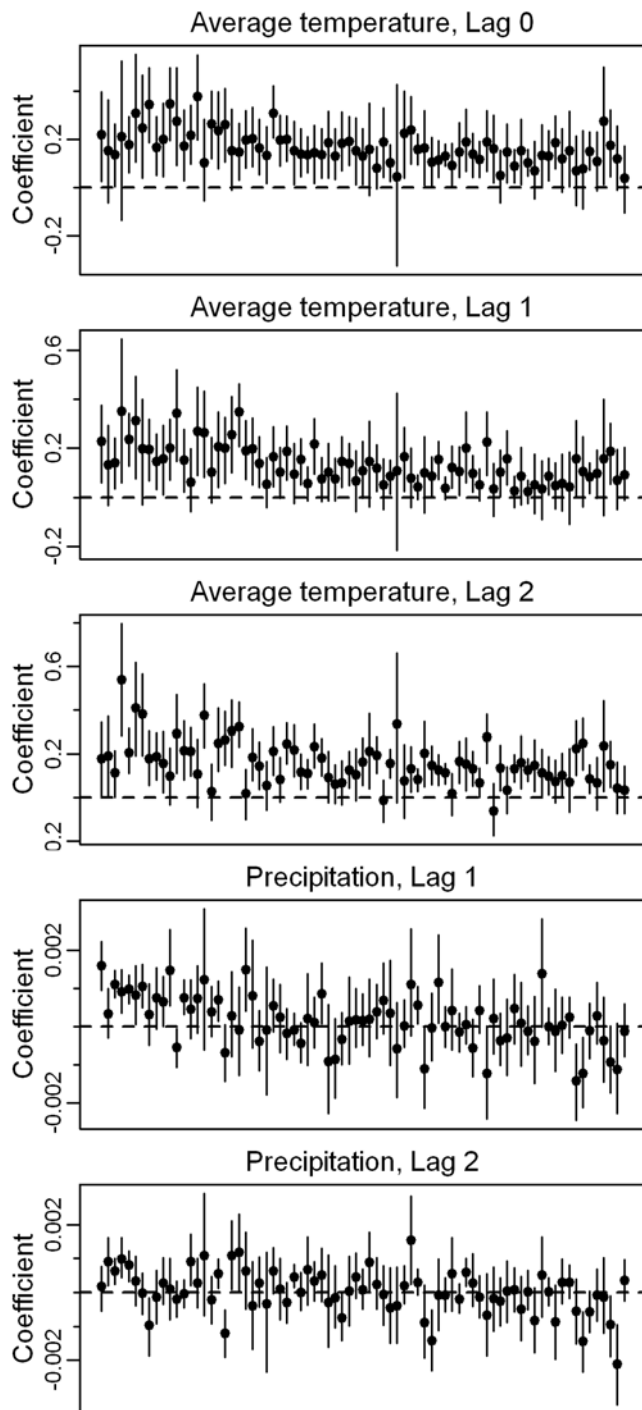 Average temperature, Lag 0
Coefficient
0.2
-0.2
Average temperature, Lag 1
Coefficient
0.6
0.2
-0.2
Average temperature, Lag 2
Coefficient
0.6
0.2
0.2
Precipitation, Lag 1
Coefficient
0.002
-0.002
Precipitation, Lag 2
Coefficient
0.002
-0.002